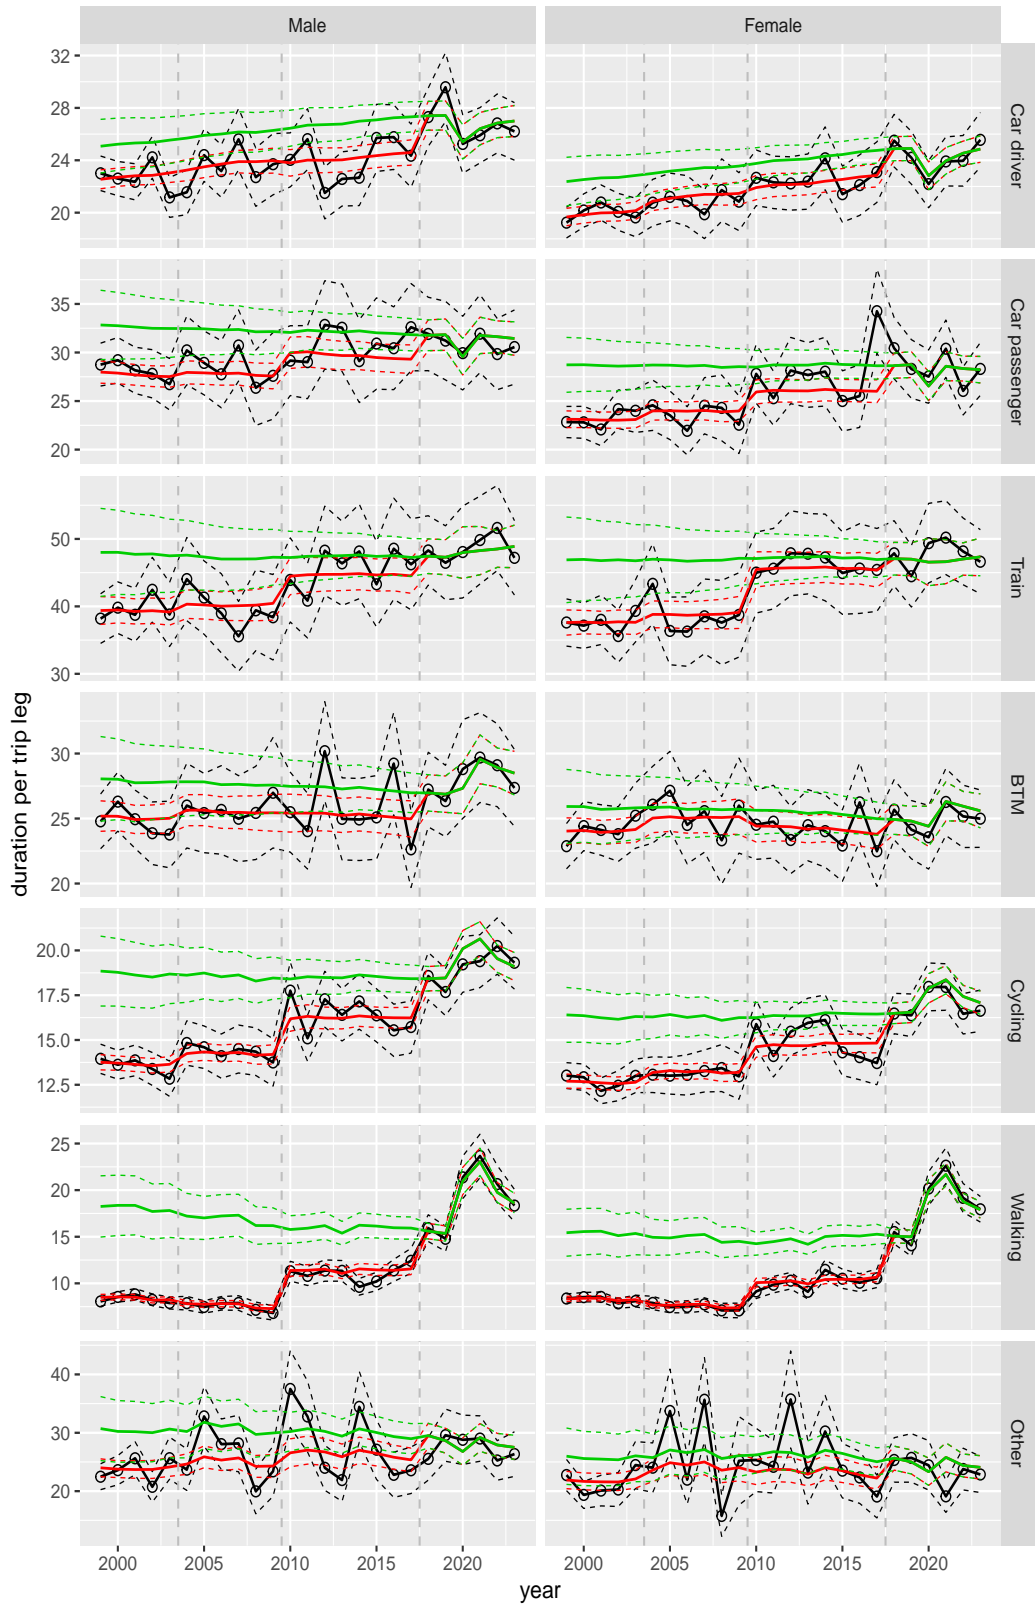 Male Female
32
28
24
20
Car driver
35
30
25
20
Car passenger
50
40
30
Train
30
25
20
BTM
20.0
17.5
15.0
12.5
Cycling
25
20
15
10
Walking
40
30
20
Other
duration per trip leg
2000 2005 2010 2015 2020 2000 2005 2010 2015 2020
year